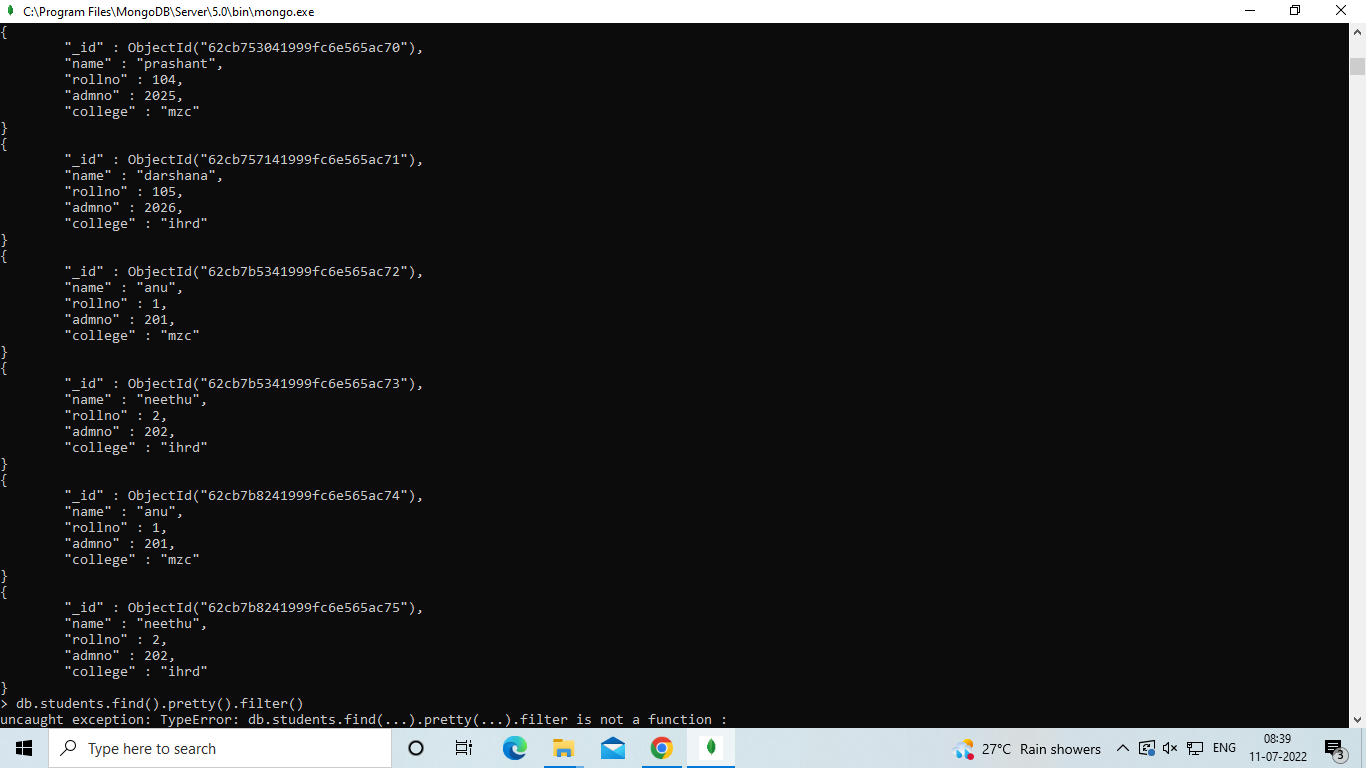 C:\Program Files\MongoDB\Server\5.0\bin\mongo.exe
{
"_id" : ObjectId("62cb753041999fc6e565ac70"),
"name" : "prashant",
"rollno" : 104,
"admno" : 2025,
"college" : "mzc"
}
{
"_id" : ObjectId("62cb757141999fc6e565ac71"),
"name" : "darshana",
"rollno" : 105,
"admno" : 2026,
"college" : "ihrd"
}
{
"_id" : ObjectId("62cb7b5341999fc6e565ac72"),
"name" : "anu",
"rollno" : 1,
"admno" : 201,
"college" : "mzc"
}
{
"_id" : ObjectId("62cb7b5341999fc6e565ac73"),
"name" : "neethu",
"rollno" : 2,
"admno" : 202,
"college" : "ihrd"
}
{
"_id" : ObjectId("62cb7b8241999fc6e565ac74"),
"name" : "anu",
"rollno" : 1,
"admno" : 201,
"college" : "mzc"
}
{
"_id" : ObjectId("62cb7b8241999fc6e565ac75"),
"name" : "neethu",
"rollno" : 2,
"admno" : 202,
"college" : "ihrd"
}
> db.students.find().pretty().filter()
uncaught exception: TypeError: db.students.find(...).pretty(...).filter is not a function :
Type here to search
27°C Rain showers
ENG
08:39
11-07-2022
3